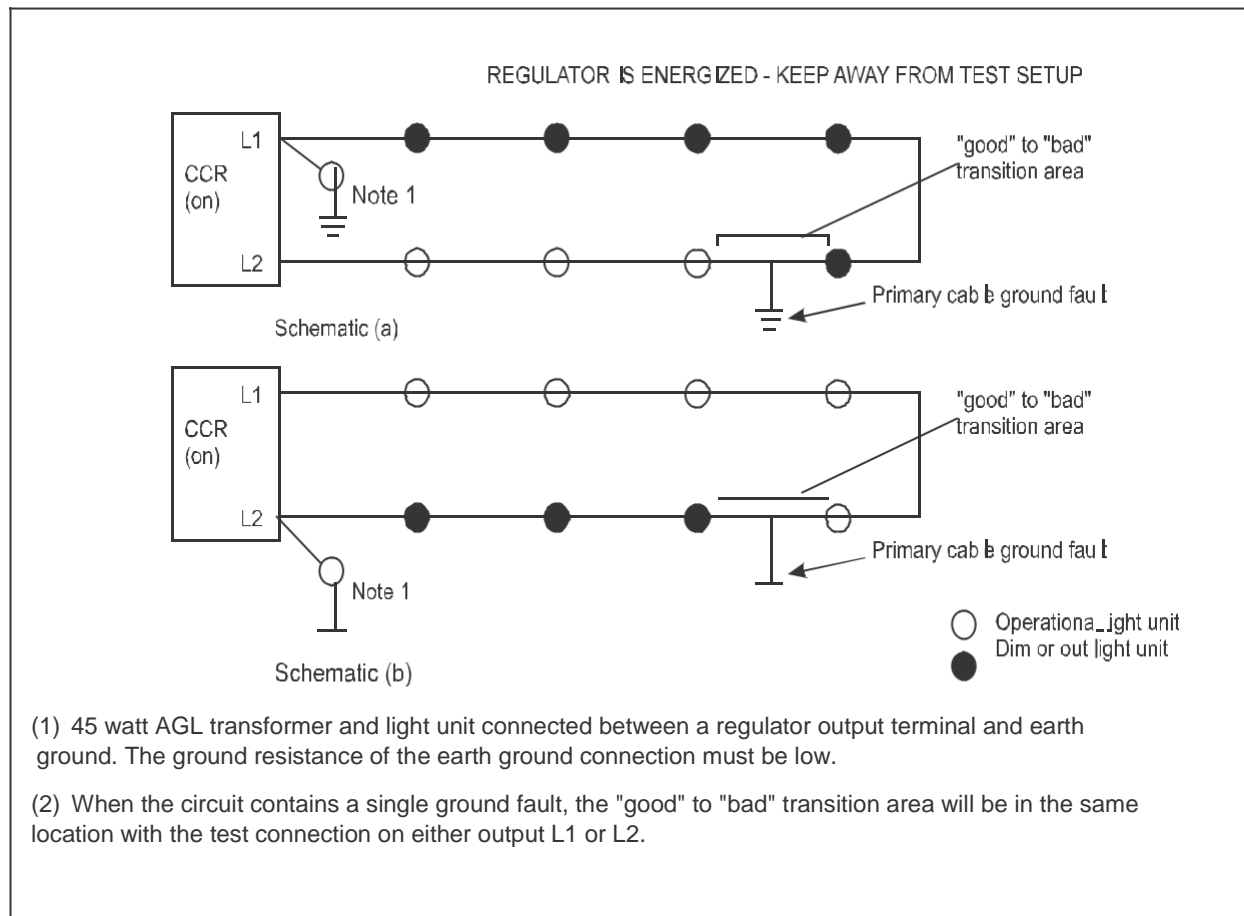 REGULATOR IS ENERGIZED - KEEP AWAY FROM TEST SETUP
L1
CCR
(on)
Note 1
L2
"good" to "bad"
transition area
Primary cable ground fault
Schematic (a)
L1
CCR
(on)
L2
Note 1
"good" to "bad"
transition area
Primary cable ground fault
Operational light unit
Dim or out light unit
Schematic (b)
(1) 45 watt AGL transformer and light unit connected between a regulator output terminal and earth
ground. The ground resistance of the earth ground connection must be low.
(2) When the circuit contains a single ground fault, the "good" to "bad" transition area will be in the same
location with the test connection on either output L1 or L2.